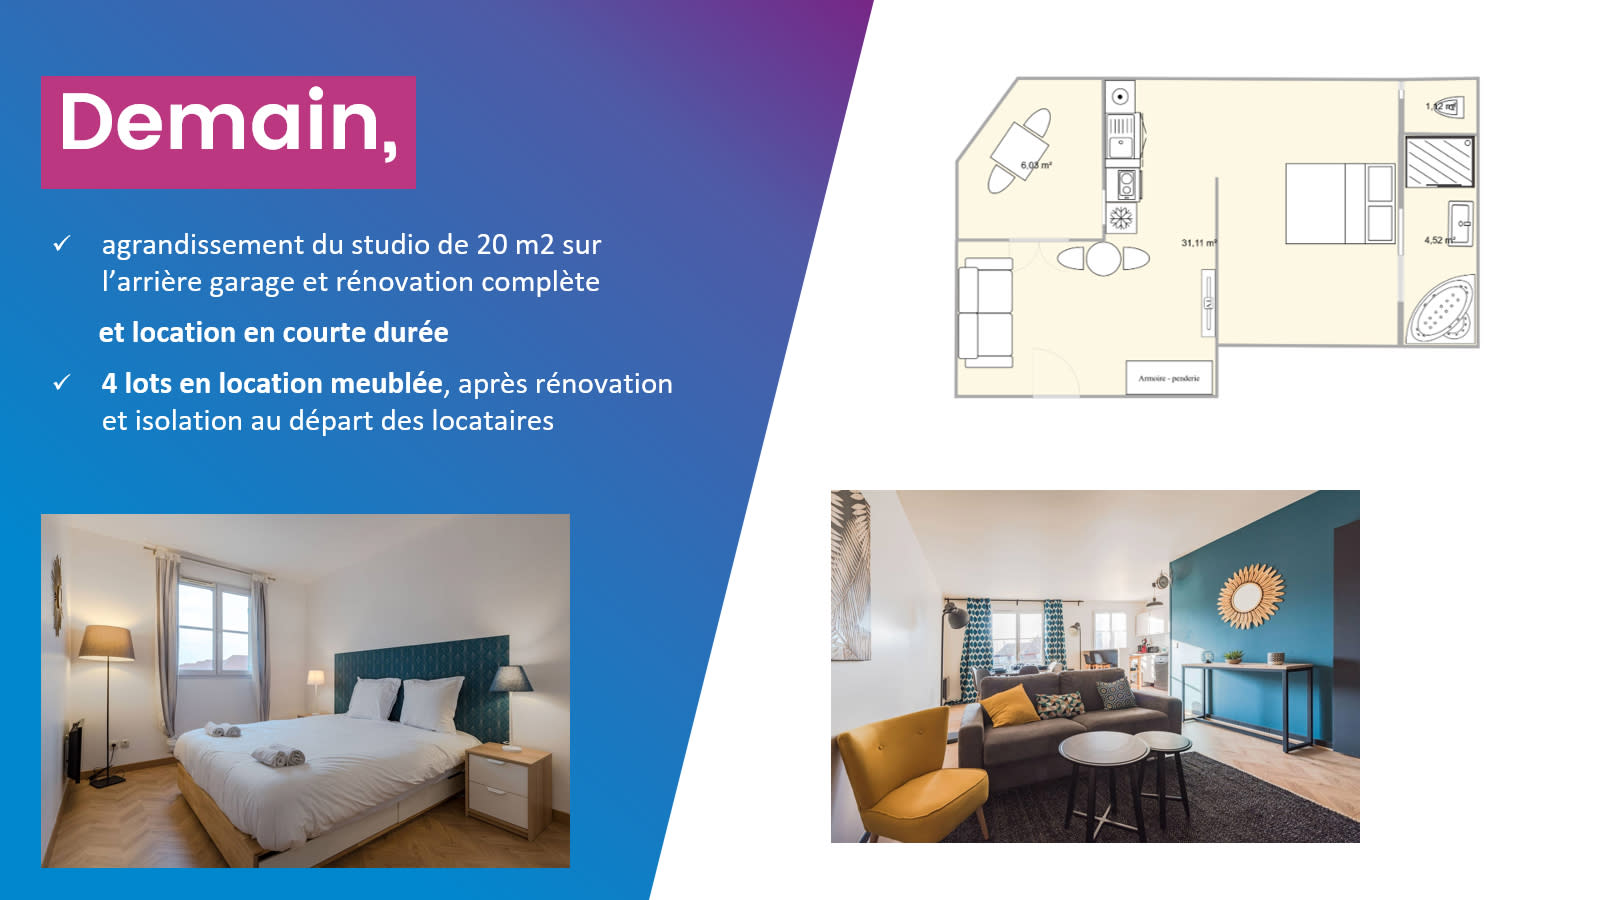 Demain,
agrandissement du studio de 20 m2 sur
l’arrière garage et rénovation complète
et location en courte durée
4 lots en location meublée, après rénovation
et isolation au départ des locataires
1,12 m²
6,03 m²
31,11 m²
4,52 m²
Armoire - penderie